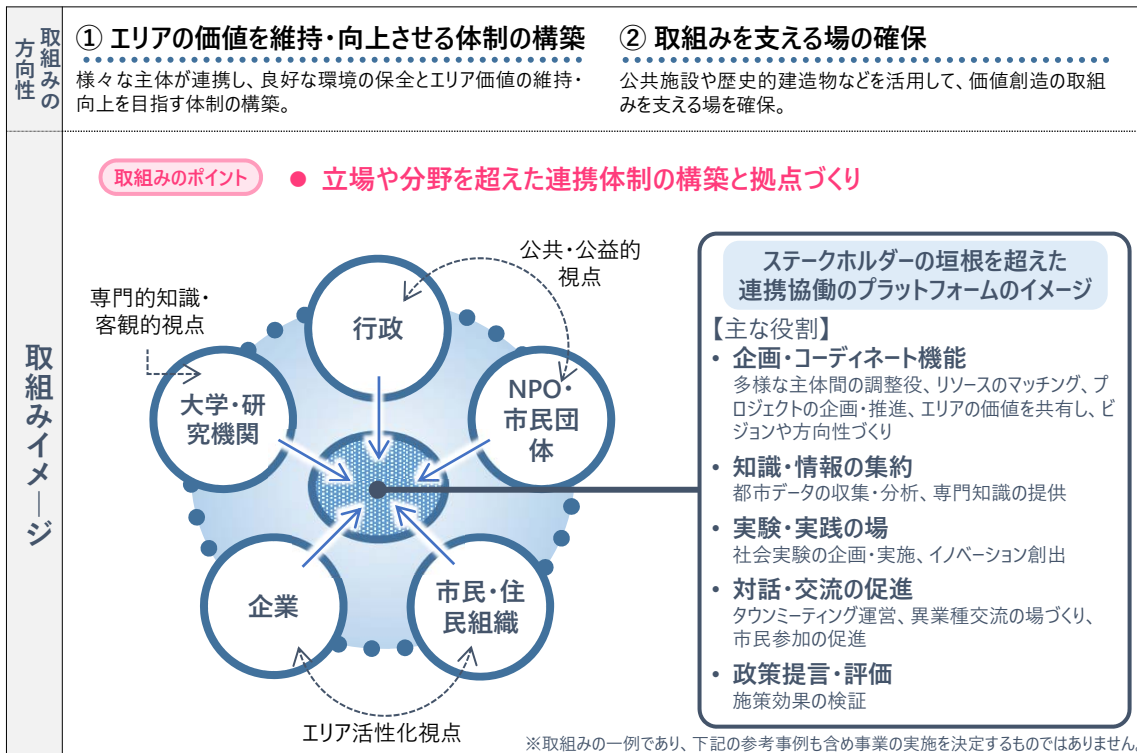 取組みの
方向性
① エリアの価値を維持・向上させる体制の構築
様々な主体が連携し、良好な環境の保全とエリア価値の維持・
向上を目指す体制の構築。
② 取組みを支える場の確保
公共施設や歴史的建造物などを活用して、価値創造の取組
みを支える場を確保。
取組みイメージ
取組みのポイント
● 立場や分野を超えた連携体制の構築と拠点づくり
公共・公益的
視点
専門的知識・
客観的視点
行政
大学・研
究機関
NPO・
市民団
体
企業
市民・住
民組織
エリア活性化視点
ステークホルダーの垣根を超えた
連携協働のプラットフォームのイメージ
【主な役割】
• 企画・コーディネート機能
多様な主体間の調整役、リソースのマッチング、プ
ロジェクトの企画・推進、エリアの価値を共有し、ビ
ジョンや方向性づくり
• 知識・情報の集約
都市データの収集・分析、専門知識の提供
• 実験・実践の場
社会実験の企画・実施、イノベーション創出
• 対話・交流の促進
タウンミーティング運営、異業種交流の場づくり、
市民参加の促進
• 政策提言・評価
施策効果の検証
※取組みの一例であり、下記の参考事例も含め事業の実施を決定するものではありません。